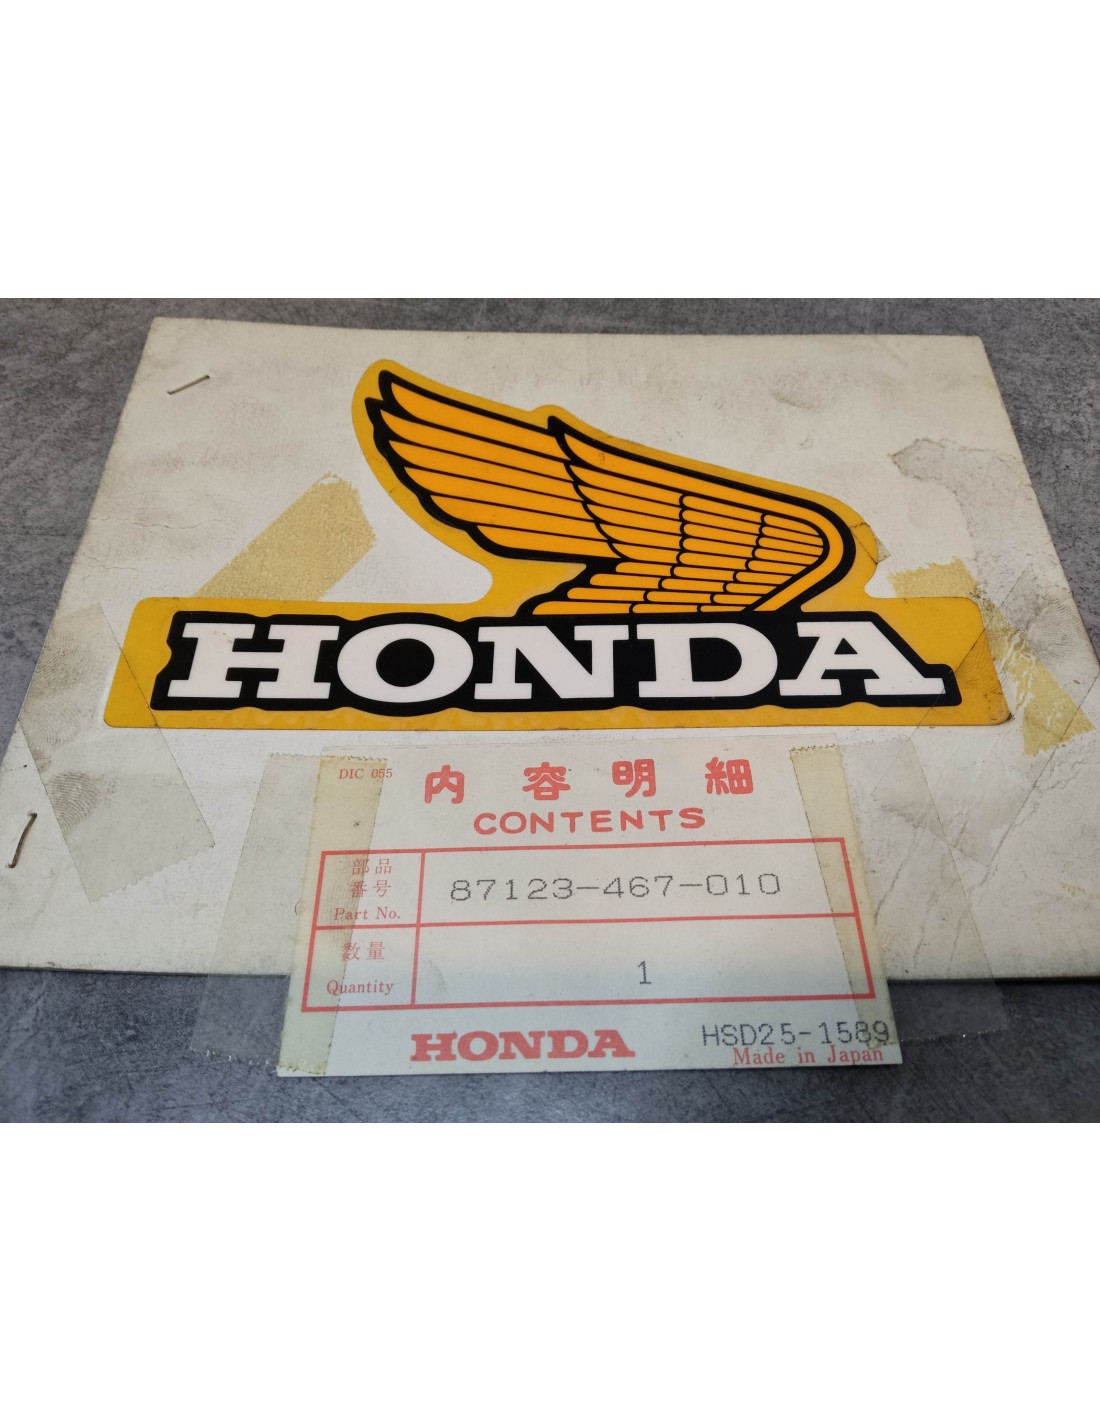 HONDA
DIC 055
内容明細
CONTENTS
部品
番号
Part No.
87123-467-010
数量
Quantity
1
HONDA
HSD25-1589
Made in Japan